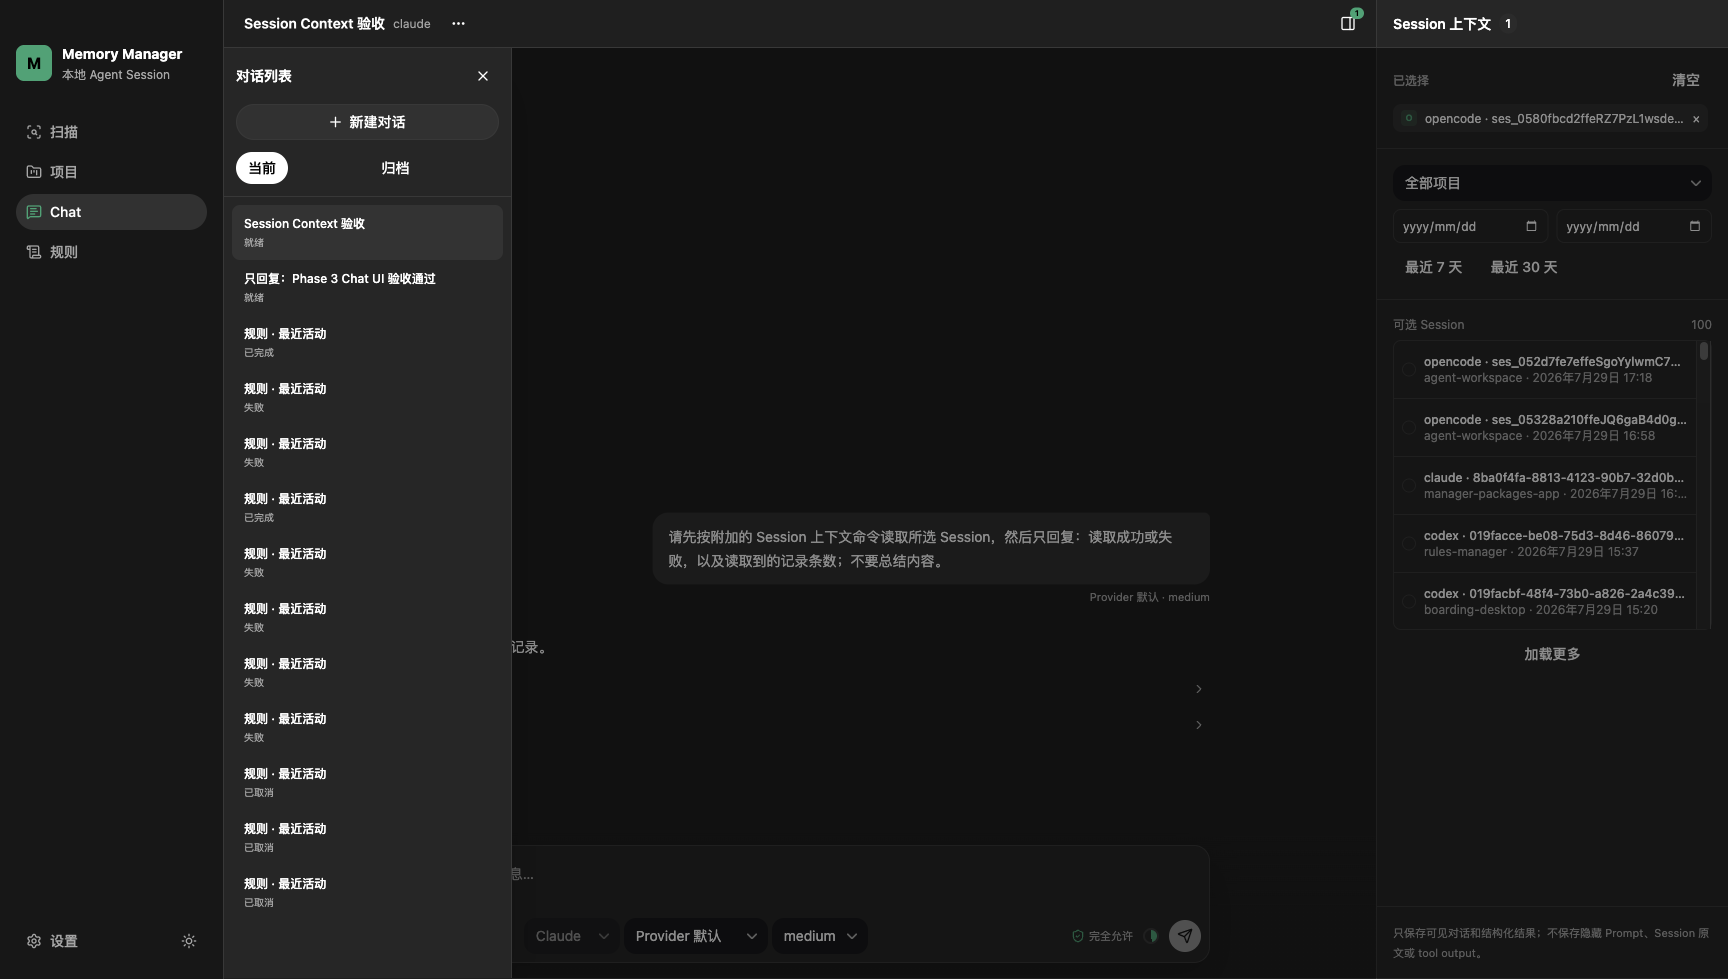 M
Memory Manager
本地 Agent Session
扫描
项目
Chat
规则
设置
Session Context 验收 claude
1
对话列表
新建对话
当前
归档
Session Context 验收
就绪
只回复：Phase 3 Chat UI 验收通过
就绪
规则 · 最近活动
已完成
规则 · 最近活动
失败
规则 · 最近活动
失败
规则 · 最近活动
已完成
规则 · 最近活动
失败
规则 · 最近活动
失败
规则 · 最近活动
失败
规则 · 最近活动
失败
规则 · 最近活动
已取消
规则 · 最近活动
已取消
规则 · 最近活动
已取消
请先按附加的 Session 上下文命令读取所选 Session，然后只回复：读取成功或失
败，以及读取到的记录条数；不要总结内容。
Provider 默认 · medium
记录。
息...
Claude
Provider 默认
medium
完全允许
Session 上下文 1
已选择
清空
O opencode · ses_0580fbcd2ffeRZ7PzL1wsde... ×
全部项目
yyyy/mm/dd
yyyy/mm/dd
最近 7 天
最近 30 天
可选 Session
100
opencode · ses_052d7fe7effeSgoYylwmC7...
agent-workspace · 2026年7月29日 17:18
opencode · ses_05328a210ffeJQ6gaB4d0g...
agent-workspace · 2026年7月29日 16:58
claude · 8ba0f4fa-8813-4123-90b7-32d0b...
manager-packages-app · 2026年7月29日 16:...
codex · 019facce-be08-75d3-8d46-86079...
rules-manager · 2026年7月29日 15:37
codex · 019facbf-48f4-73b0-a826-2a4c39...
boarding-desktop · 2026年7月29日 15:20
加载更多
只保存可见对话和结构化结果；不保存隐藏 Prompt、Session 原
文或 tool output。